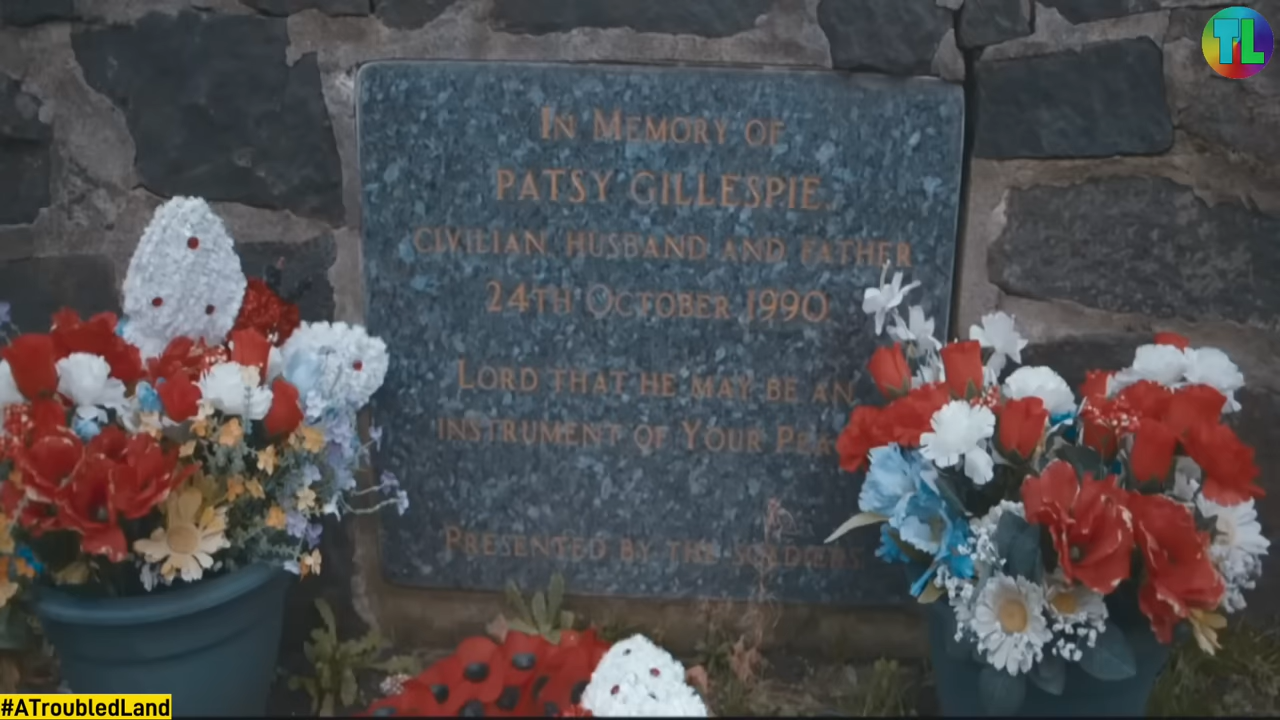 TL
IN MEMORY OF
PATSY GILLESPIE.
CIVILIAN, HUSBAND AND FATHER
24TH OCTOBER 1990
LORD THAT HE MAY BE AN
INSTRUMENT OF YOUR
PRESENTED BY THE SOLDIERS.
#ATroubledLand